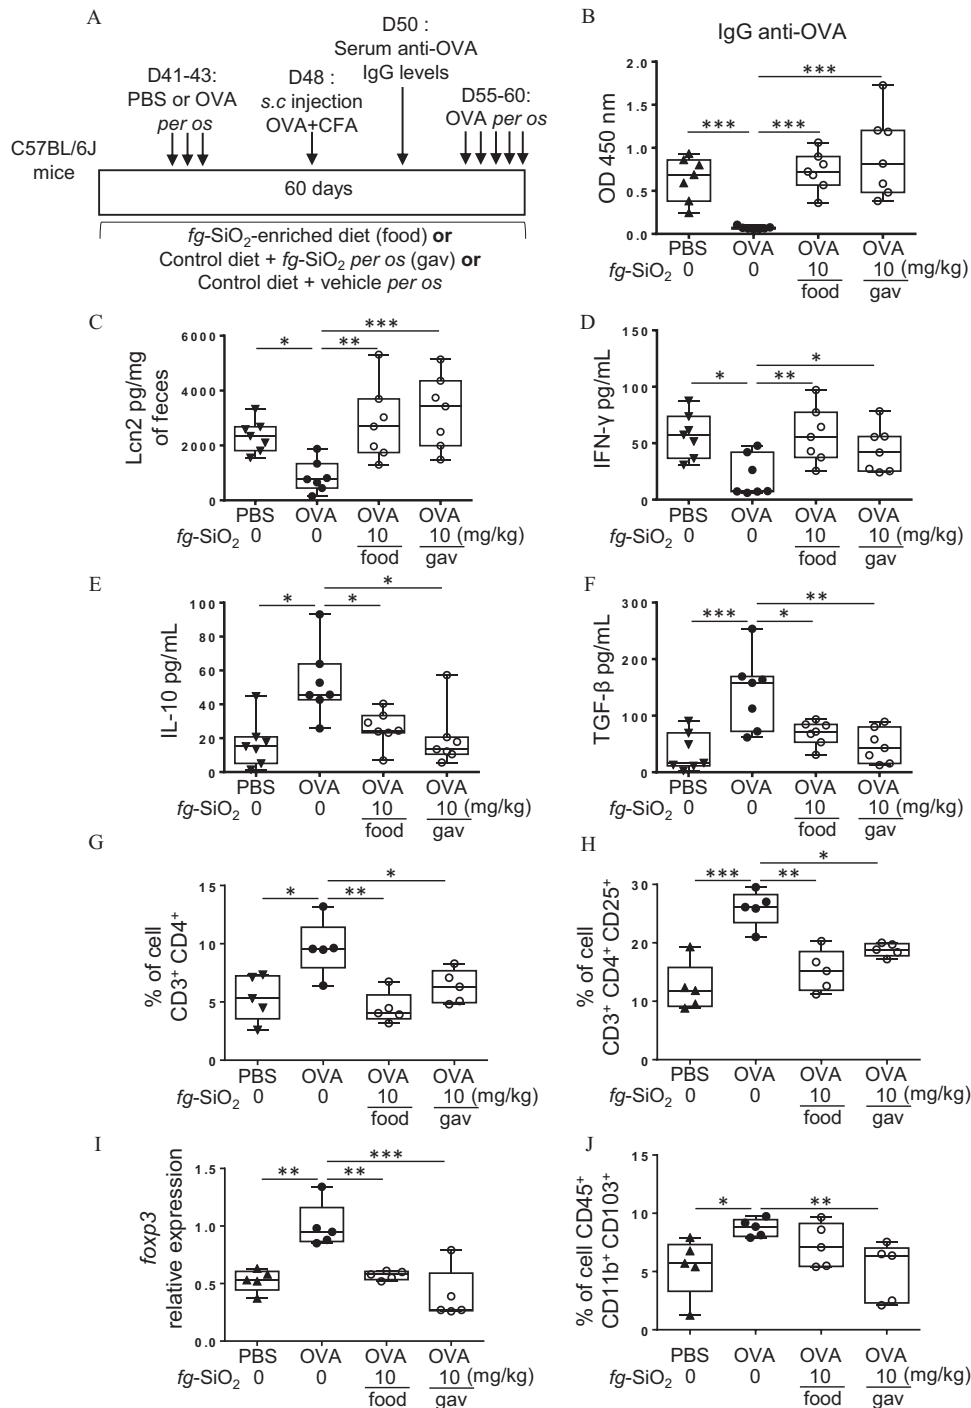 A
D41-43:
PBS or OVA
per os
D48 :
s.c injection
OVA+CFA
D50 :
Serum anti-OVA
IgG levels
D55-60 :
OVA per os
C57BL/6J
mice
60 days
fg-SiO₂-enriched diet (food) or
Control diet + fg-SiO₂ per os (gav) or
Control diet + vehicle per os
B
IgG anti-OVA
***
*** ***
OD 450 nm
2.0
1.5
1.0
0.5
0.0
PBS OVA OVA OVA
fg-SiO₂ 0 0 10 10 (mg/kg)
food gav
C
***
* **
Lcn2 pg/mg
of feces
6000
4000
2000
0
PBS OVA OVA OVA
fg-SiO₂ 0 0 10 10 (mg/kg)
food gav
D
*
* **
IFN-γ pg/mL
150
100
50
0
PBS OVA OVA OVA
fg-SiO₂ 0 0 10 10 (mg/kg)
food gav
E
*
* *
IL-10 pg/mL
100
80
60
40
20
0
PBS OVA OVA OVA
fg-SiO₂ 0 0 10 10 (mg/kg)
food gav
F
**
*** *
TGF-β pg/mL
300
200
100
0
PBS OVA OVA OVA
fg-SiO₂ 0 0 10 10 (mg/kg)
food gav
G
*
* **
% of cell
CD3⁺ CD4⁺
15
10
5
0
PBS OVA OVA OVA
fg-SiO₂ 0 0 10 10 (mg/kg)
food gav
H
*
*** **
% of cell
CD3⁺ CD4⁺ CD25⁺
30
20
10
0
PBS OVA OVA OVA
fg-SiO₂ 0 0 10 10 (mg/kg)
food gav
I
***
** **
foxp3
relative expression
1.5
1.0
0.5
0.0
PBS OVA OVA OVA
fg-SiO₂ 0 0 10 10 (mg/kg)
food gav
J
* **
% of cell CD45⁺
CD11b⁺ CD103⁺
15
10
5
0
PBS OVA OVA OVA
fg-SiO₂ 0 0 10 10 (mg/kg)
food gav